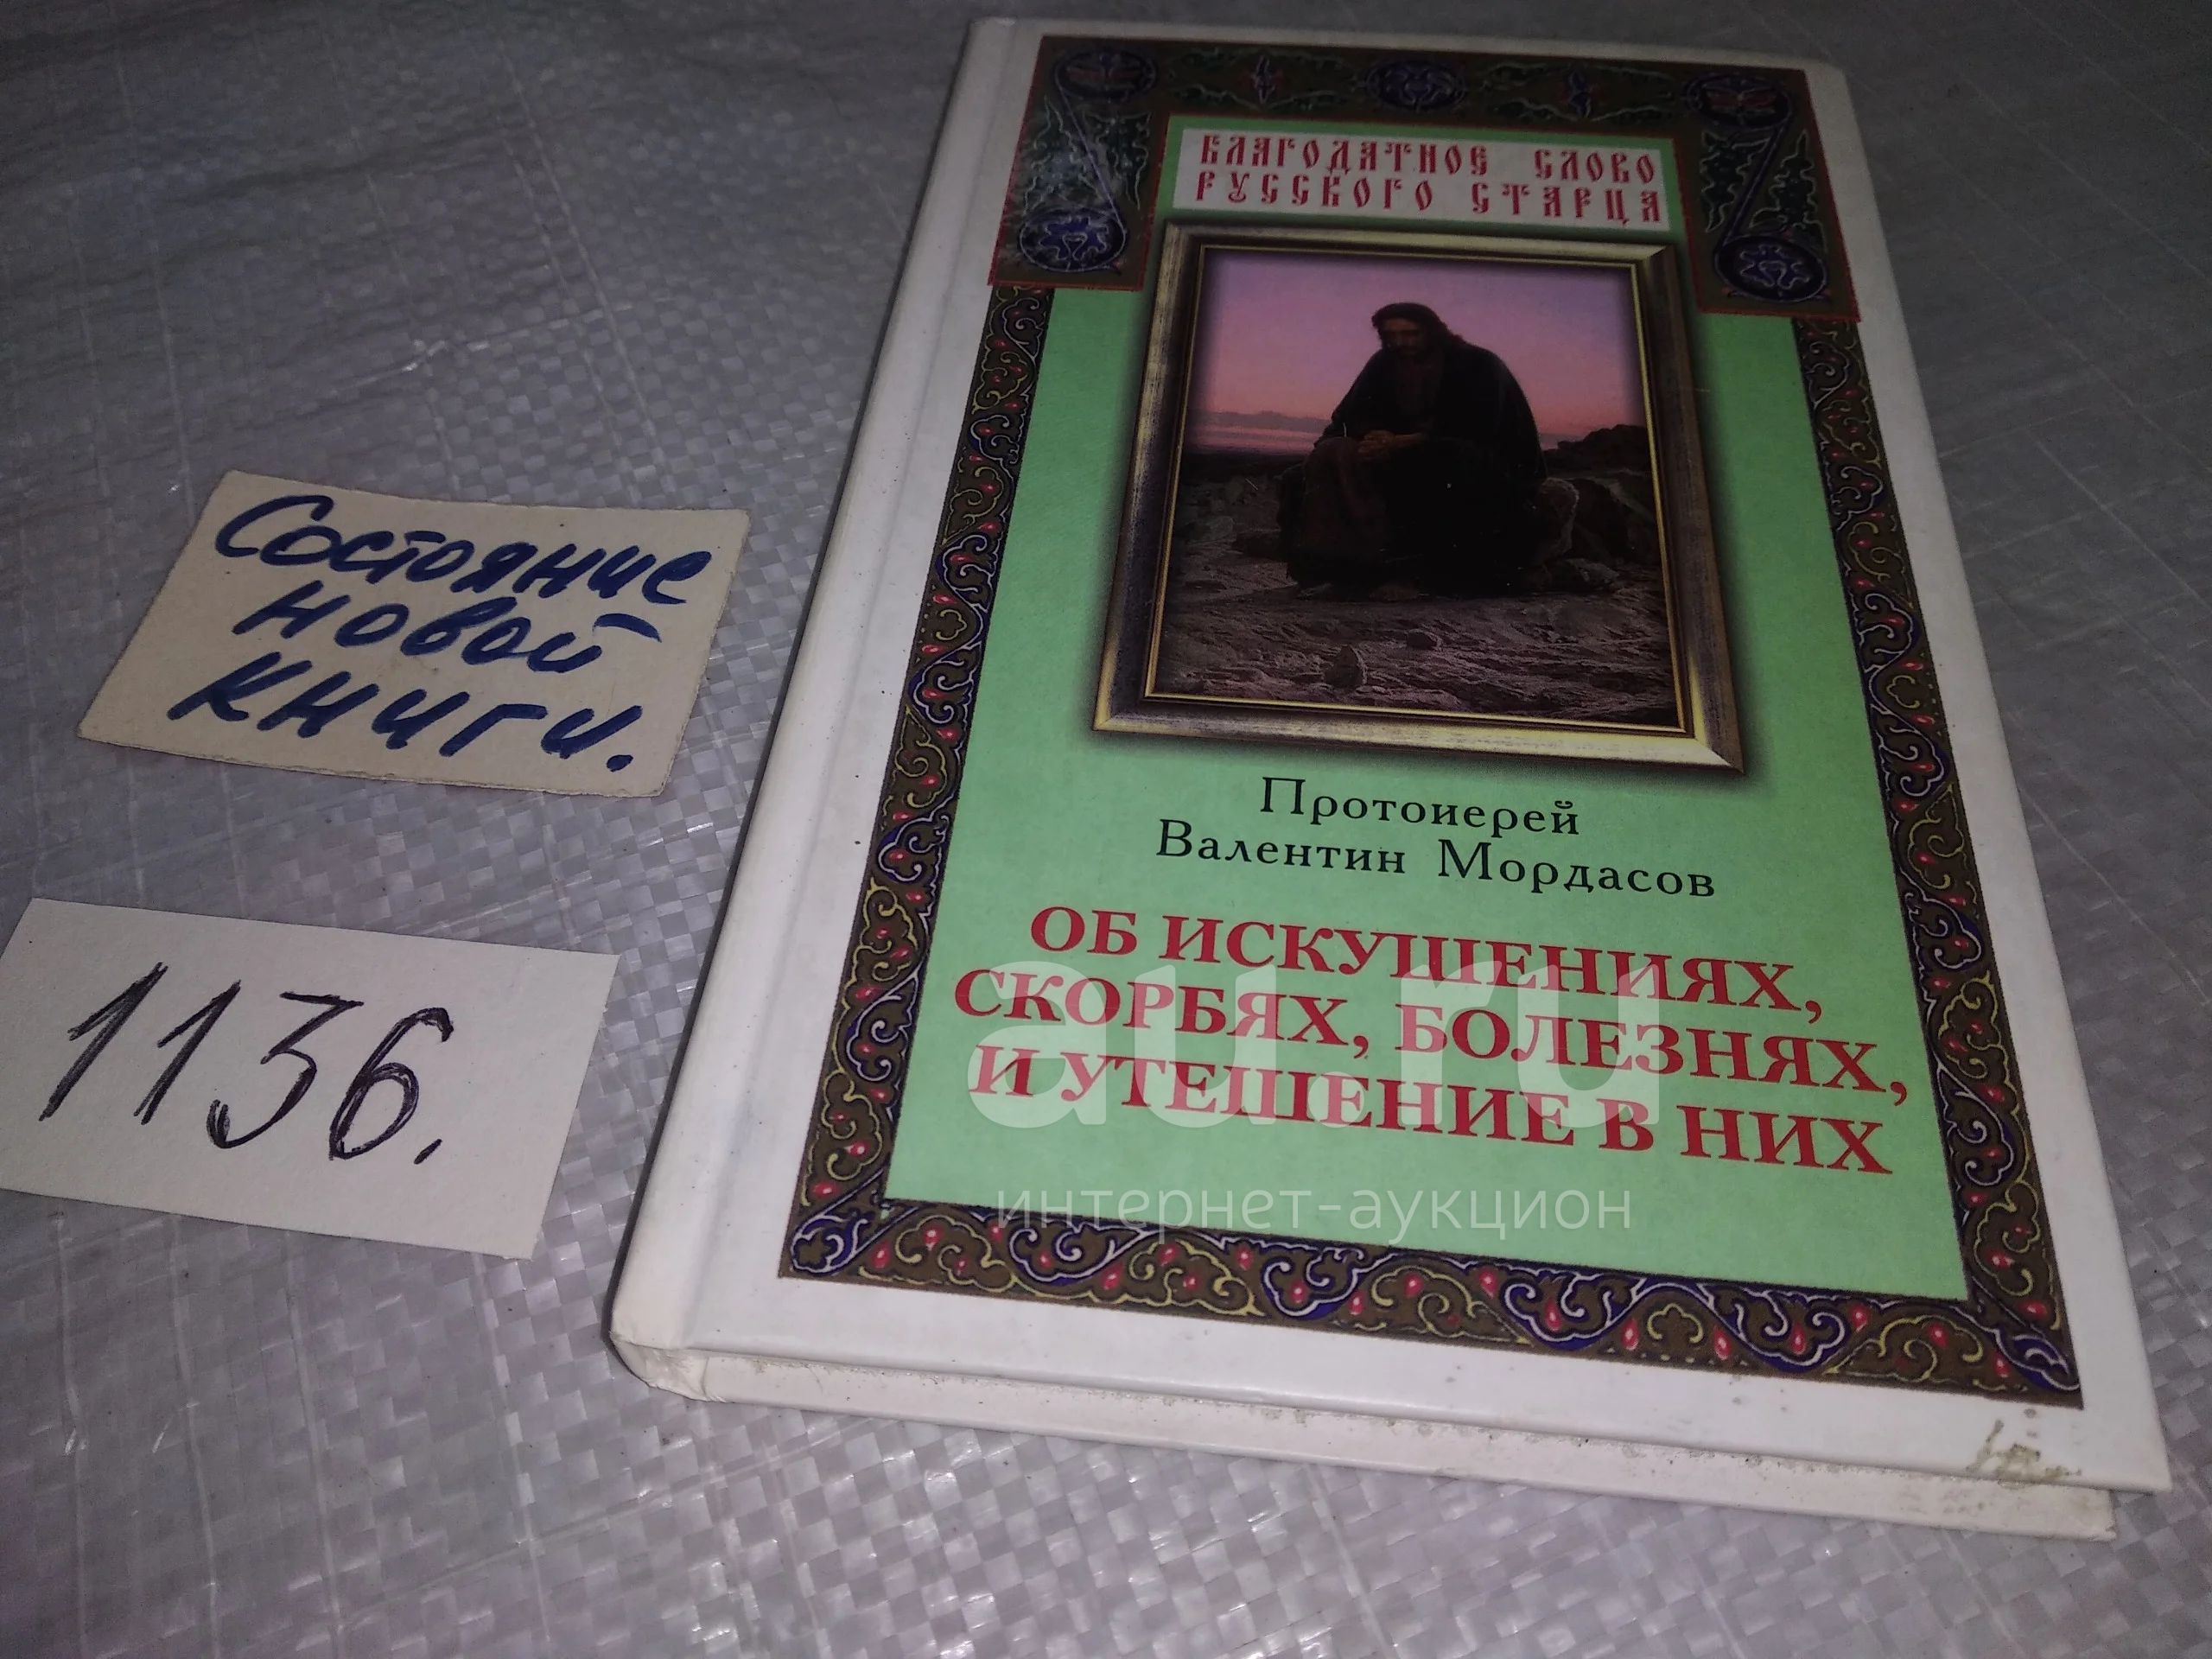 БЛАГОДАТНОЕ СЛОВО
РУССКОГО СТАРЦА
Состояние
новой
книги.
1136.
Протоиерей
Валентин Мордасов
ОБ ИСКУШЕНИЯХ,
СКОРБЯХ, БОЛЕЗНЯХ,
И УТЕШЕНИЕ В НИХ
au.ru
интернет-аукцион